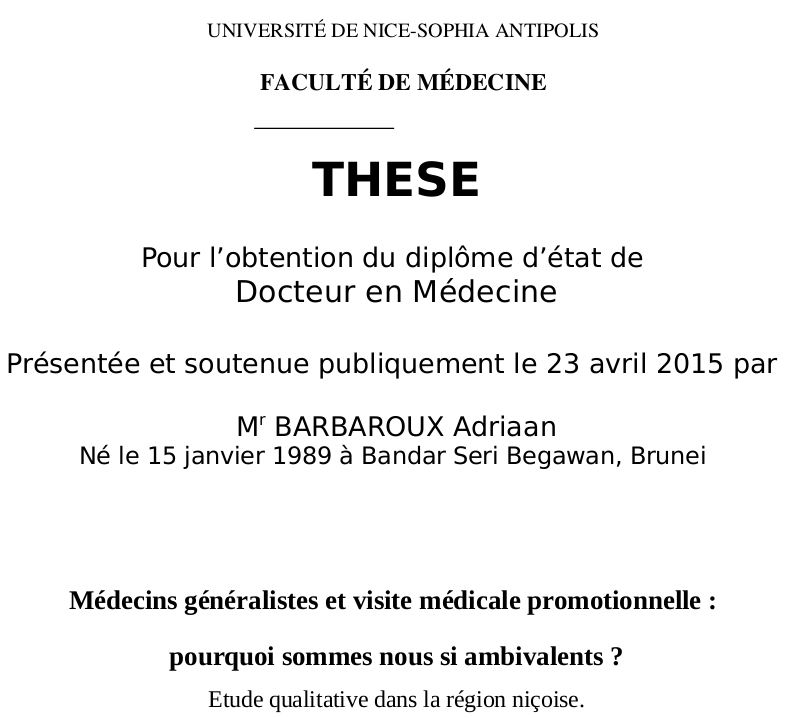 UNIVERSITÉ DE NICE-SOPHIA ANTIPOLIS
FACULTÉ DE MÉDECINE
THESE
Pour l’obtention du diplôme d’état de
Docteur en Médecine
Présentée et soutenue publiquement le 23 avril 2015 par
Mr BARBAROUX Adriaan
Né le 15 janvier 1989 à Bandar Seri Begawan, Brunei
Médecins généralistes et visite médicale promotionnelle :
pourquoi sommes nous si ambivalents ?
Etude qualitative dans la région niçoise.